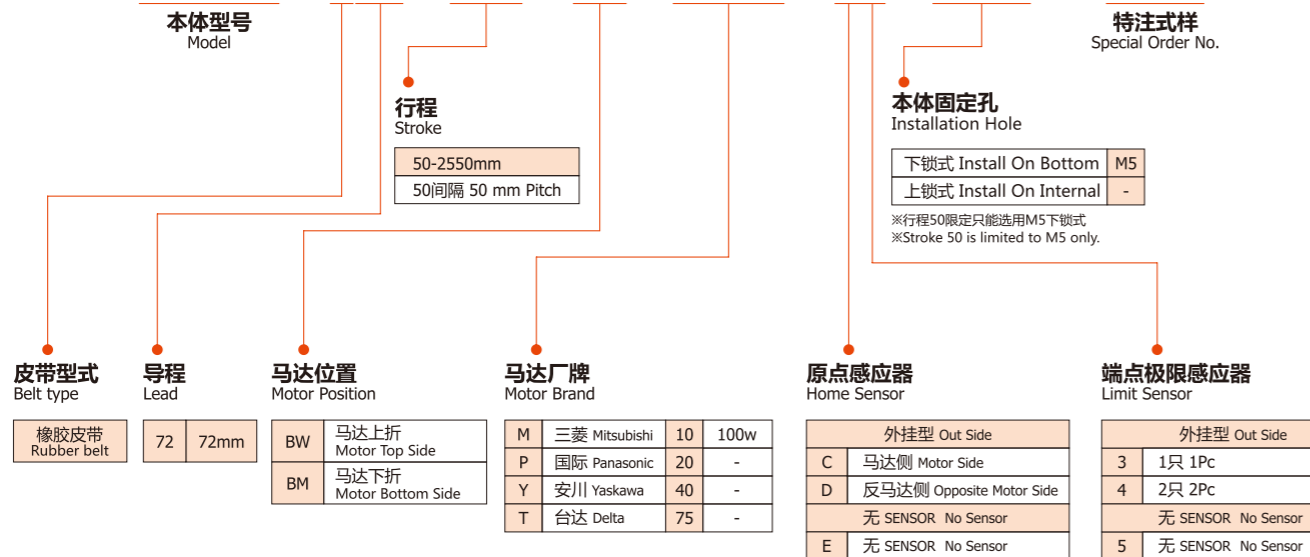 本体型号
Model
特注式样
Special Order No.
行程
Stroke
50-2550mm
50间隔 50 mm Pitch
本体固定孔
Installation Hole
下锁式 Install On Bottom M5
上锁式 Install On Internal -
※行程50限定只能选用M5下锁式
※Stroke 50 is limited to M5 only.
皮带型式
Belt type
橡胶皮带
Rubber belt
导程
Lead
72 72mm
马达位置
Motor Position
BW 马达上折
Motor Top Side
BM 马达下折
Motor Bottom Side
马达厂牌
Motor Brand
M 三菱 Mitsubishi 10 100w
P 国际 Panasonic 20 -
Y 安川 Yaskawa 40 -
T 台达 Delta 75 -
原点感应器
Home Sensor
外挂型 Out Side
C 马达侧 Motor Side
D 反马达侧 Opposite Motor Side
无 SENSOR No Sensor
E 无 SENSOR No Sensor
端点极限感应器
Limit Sensor
外挂型 Out Side
3 1只 1Pc
4 2只 2Pc
无 SENSOR No Sensor
5 无 SENSOR No Sensor